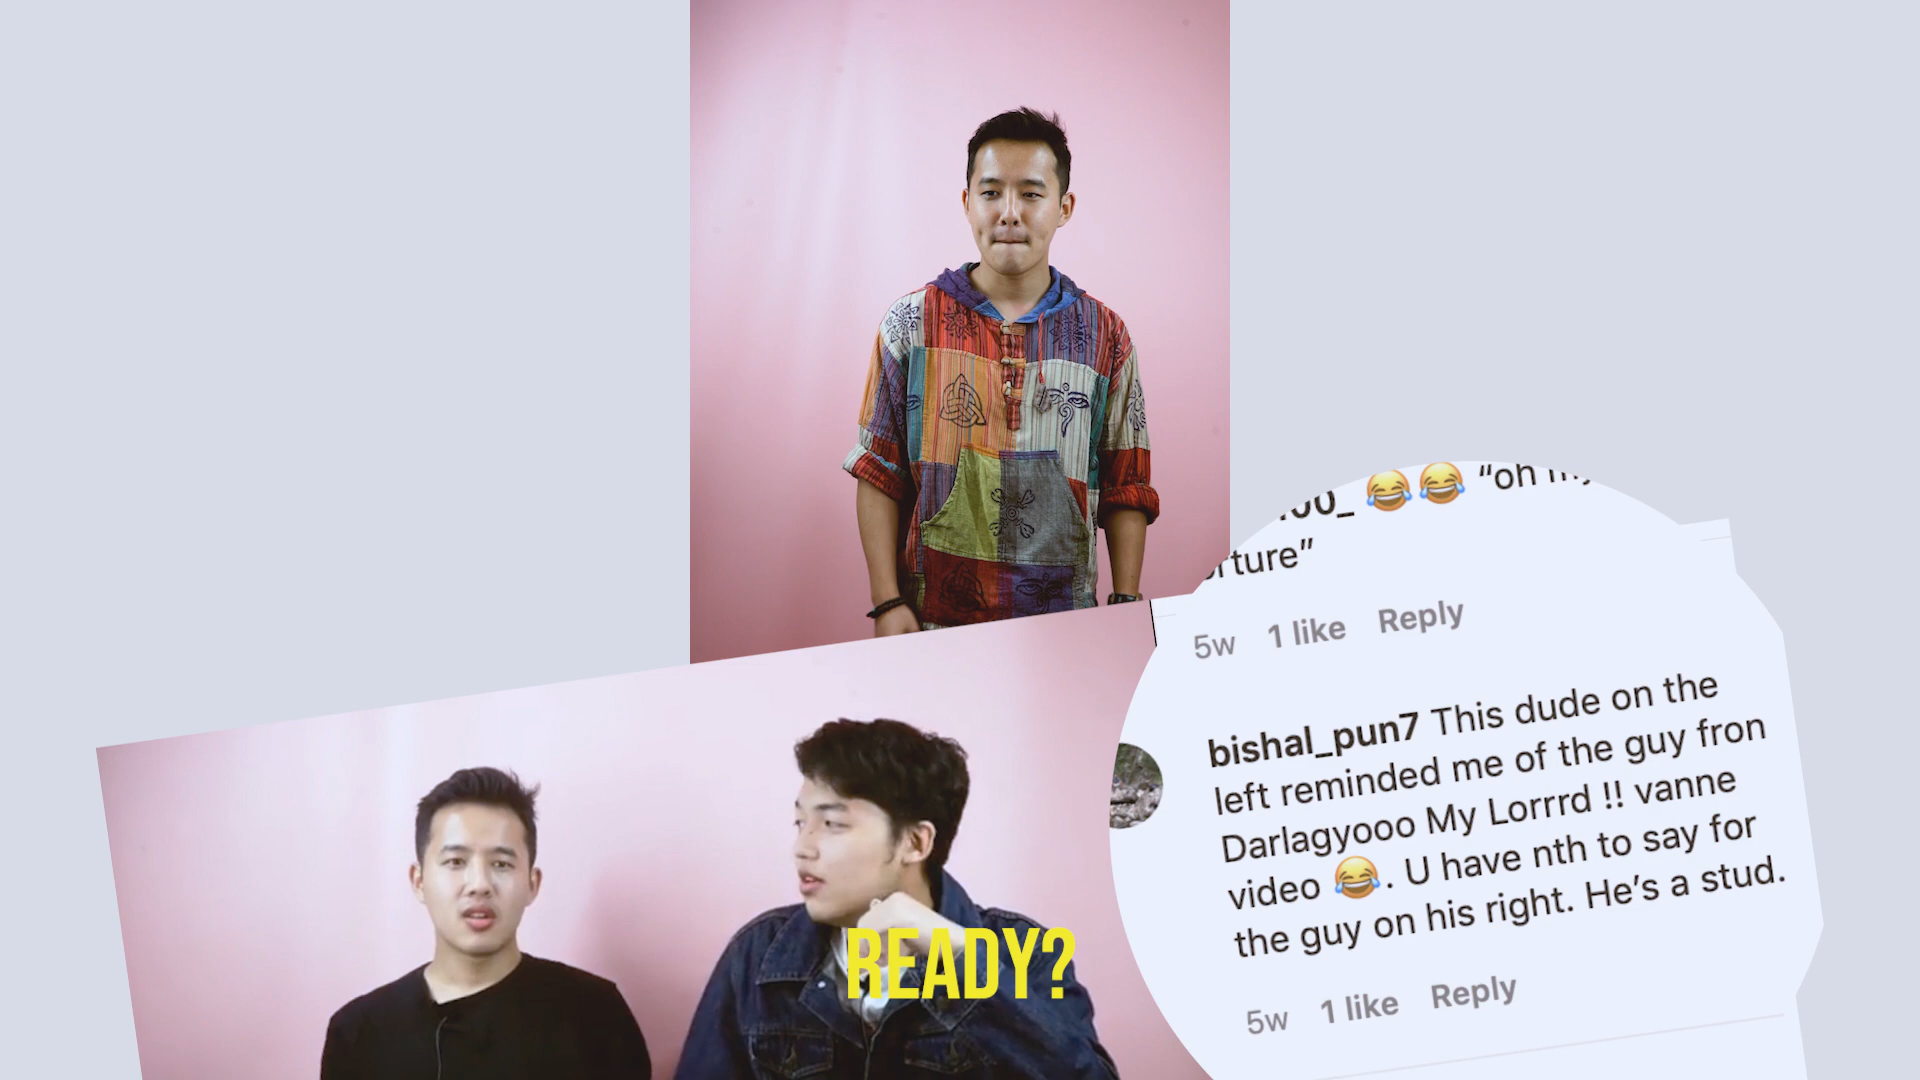 😂😂 “oh
5w 1 like Reply
bishal_pun7 This dude on the
left reminded me of the guy fron
Darlagyooo My Lorrrd !! vanne
video 😂. U have nth to say for
the guy on his right. He’s a stud.
5w 1 like Reply
READY?